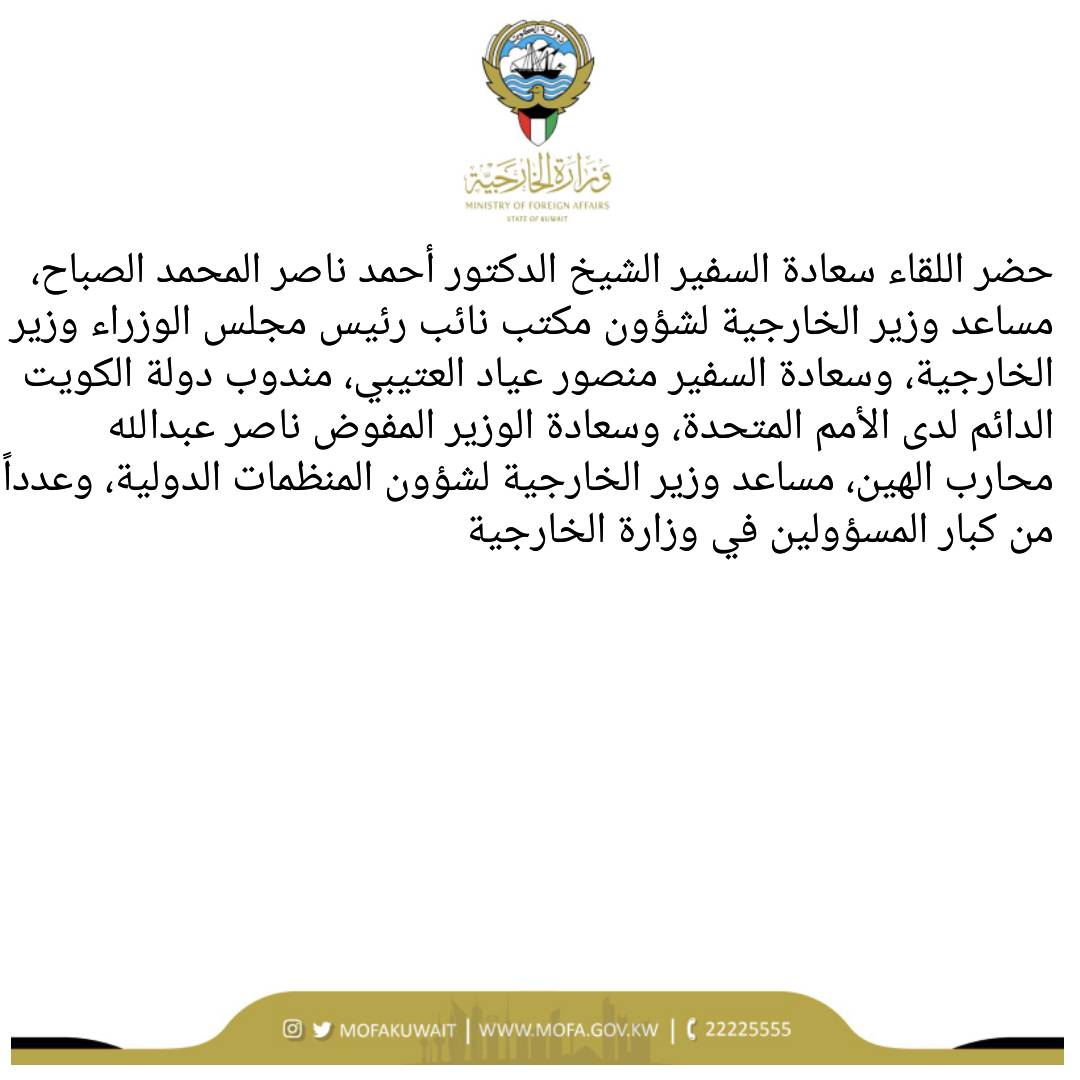 دولة الكويت
وزارة الخارجية
MINISTRY OF FOREIGN AFFAIRS
STATE OF KUWAIT
حضر اللقاء سعادة السفير الشيخ الدكتور أحمد ناصر المحمد الصباح،
مساعد وزير الخارجية لشؤون مكتب نائب رئيس مجلس الوزراء وزير
الخارجية، وسعادة السفير منصور عياد العتيبي، مندوب دولة الكويت
الدائم لدى الأمم المتحدة، وسعادة الوزير المفوض ناصر عبدالله
محارب الهين، مساعد وزير الخارجية لشؤون المنظمات الدولية، وعدداً
من كبار المسؤولين في وزارة الخارجية
MOFAKUWAIT | WWW.MOFA.GOV.KW | 22225555